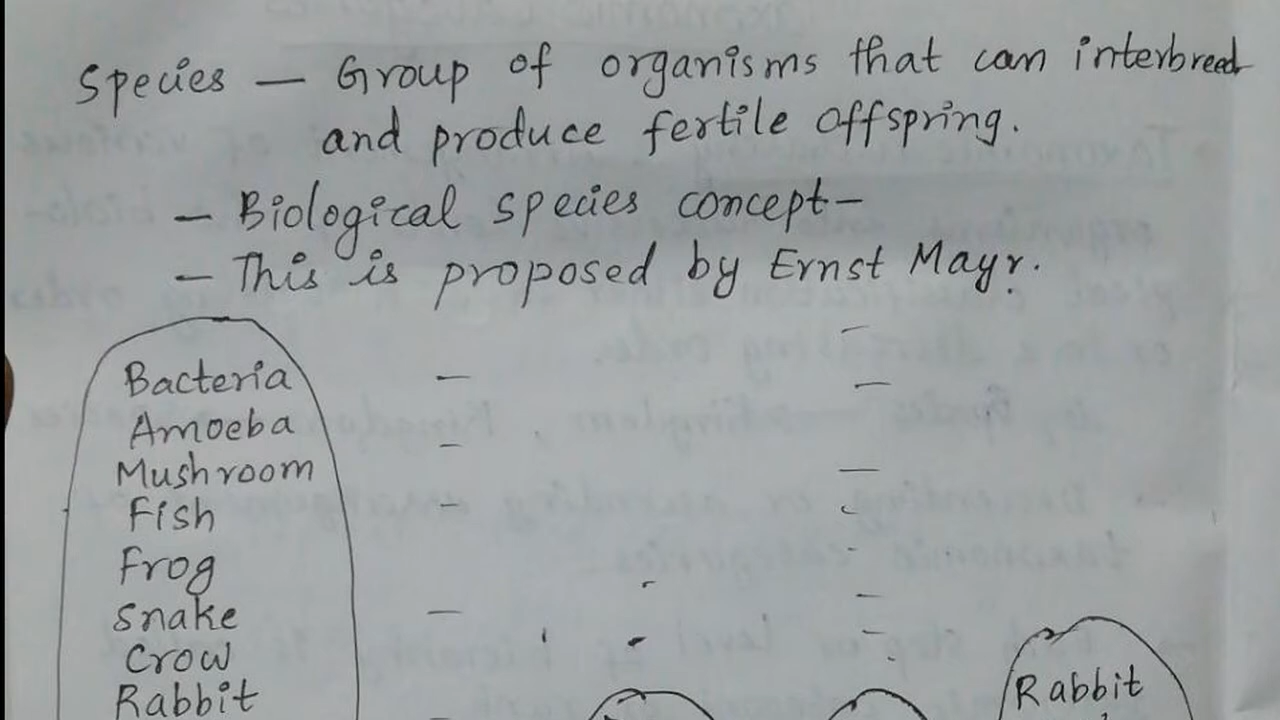 Species — Group of organisms that can interbreed
and produce fertile offspring.
— Biological species concept—
— This is proposed by Ernst Mayr.
Bacteria
Amoeba
Mushroom
Fish
Frog
Snake
Crow
Rabbit
Rabbit